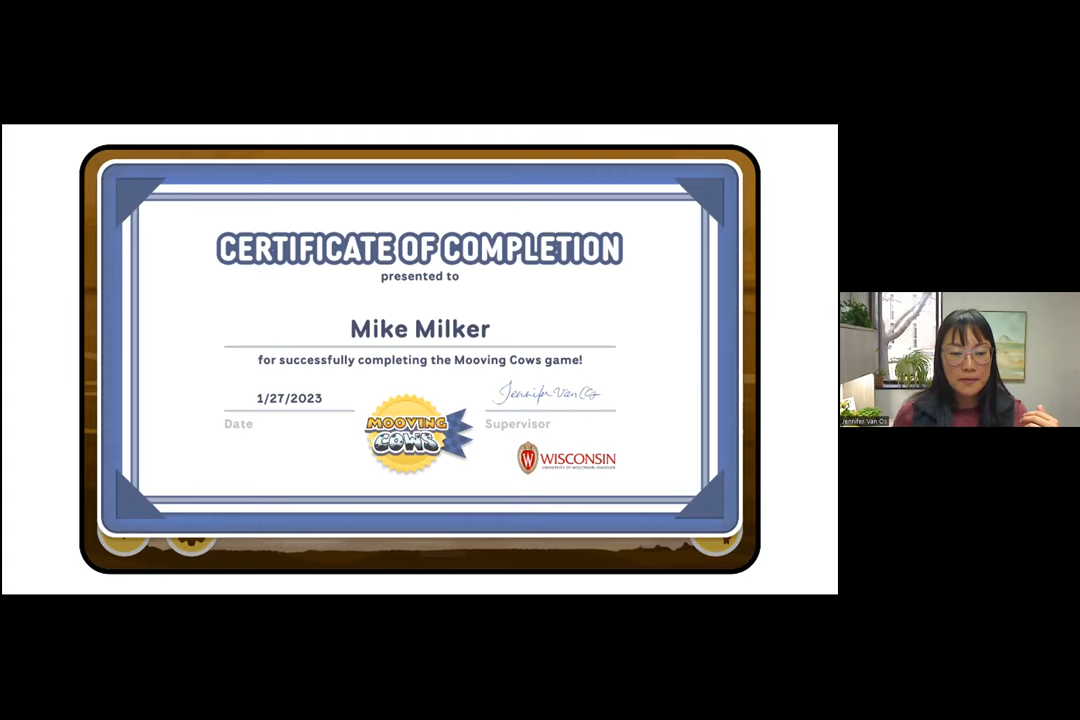 CERTIFICATE OF COMPLETION
presented to
Mike Milker
for successfully completing the Mooving Cows game!
1/27/2023
Jennifer Van Os
Date
MOOVING
COWS
Supervisor
W WISCONSIN
UNIVERSITY OF WISCONSIN-MADISON
Jennifer Van Os